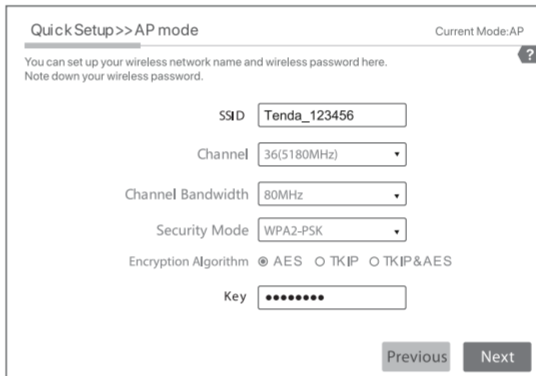 Quick Setup>>AP mode
Current Mode:AP
?
You can set up your wireless network name and wireless password here.
Note down your wireless password.
SSID Tenda_123456
Channel 36(5180MHz)
Channel Bandwidth 80MHz
Security Mode WPA2-PSK
Encryption Algorithm AES TKIP TKIP&AES
Key ••••••••
Previous Next